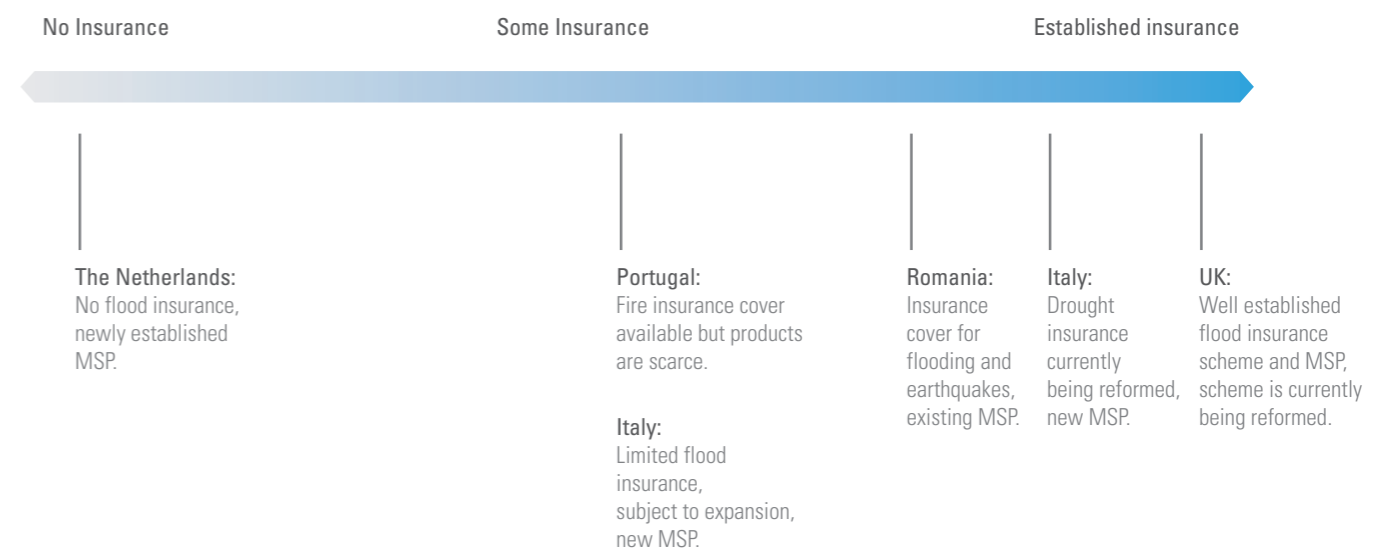 No Insurance
Some Insurance
Established insurance
The Netherlands:
No flood insurance,
newly established
MSP.
Portugal:
Fire insurance cover
available but products
are scarce.
Italy:
Limited flood
insurance,
subject to expansion,
new MSP.
Romania:
Insurance
cover for
flooding and
earthquakes,
existing MSP.
Italy:
Drought
insurance
currently
being reformed,
new MSP.
UK:
Well established
flood insurance
scheme and MSP,
scheme is currently
being reformed.